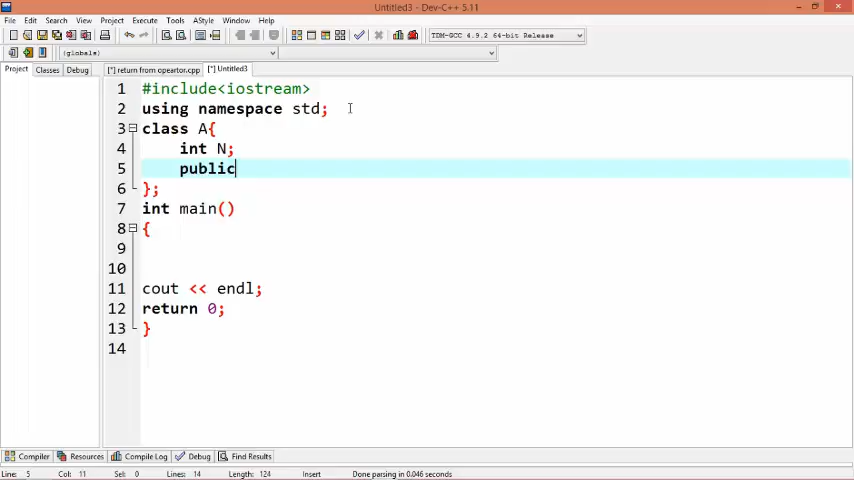 Untitled3 - Dev-C++ 5.11
File Edit Search View Project Execute Tools AStyle Window Help
TDM-GCC 4.9.2 64-bit Release
(globals)
Project Classes Debug [*] return from opeartor.cpp [*] Untitled3
1 #include<iostream>
2 using namespace std;
3 class A{
4 int N;
5 public
6 };
7 int main()
8 {
9
10
11 cout << endl;
12 return 0;
13 }
14
Compiler Resources Compile Log Debug Find Results
Line: 5 Col: 11 Sel: 0 Lines: 14 Length: 124 Insert Done parsing in 0.046 seconds